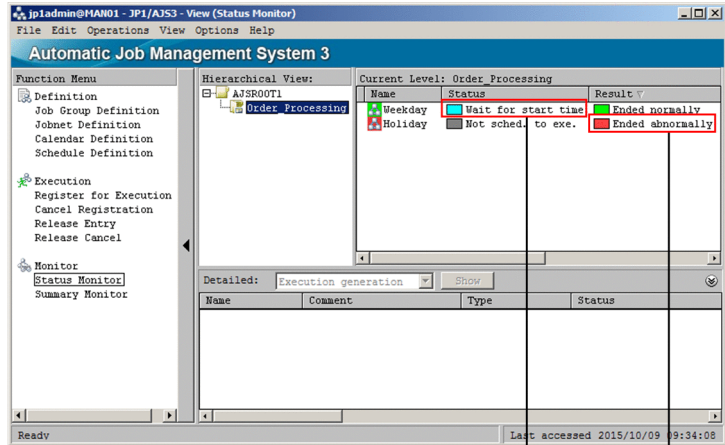 jp1admin@MAN01 - JP1/AJS3 - View (Status Monitor)
File Edit Operations View Options Help
Automatic Job Management System 3
Function Menu
Definition
Job Group Definition
Jobnet Definition
Calendar Definition
Schedule Definition
Execution
Register for Execution
Cancel Registration
Release Entry
Release Cancel
Monitor
Status Monitor
Summary Monitor
Hierarchical View:
AJSROOT1
Order_Processing
Current Level: Order_Processing
Name Status Result
Weekday Wait for start time Ended normally
Holiday Not sched. to exe. Ended abnormally
Detailed: Execution generation Show
Name Comment Type Status
Ready
Last accessed 2015/10/09 09:34:08